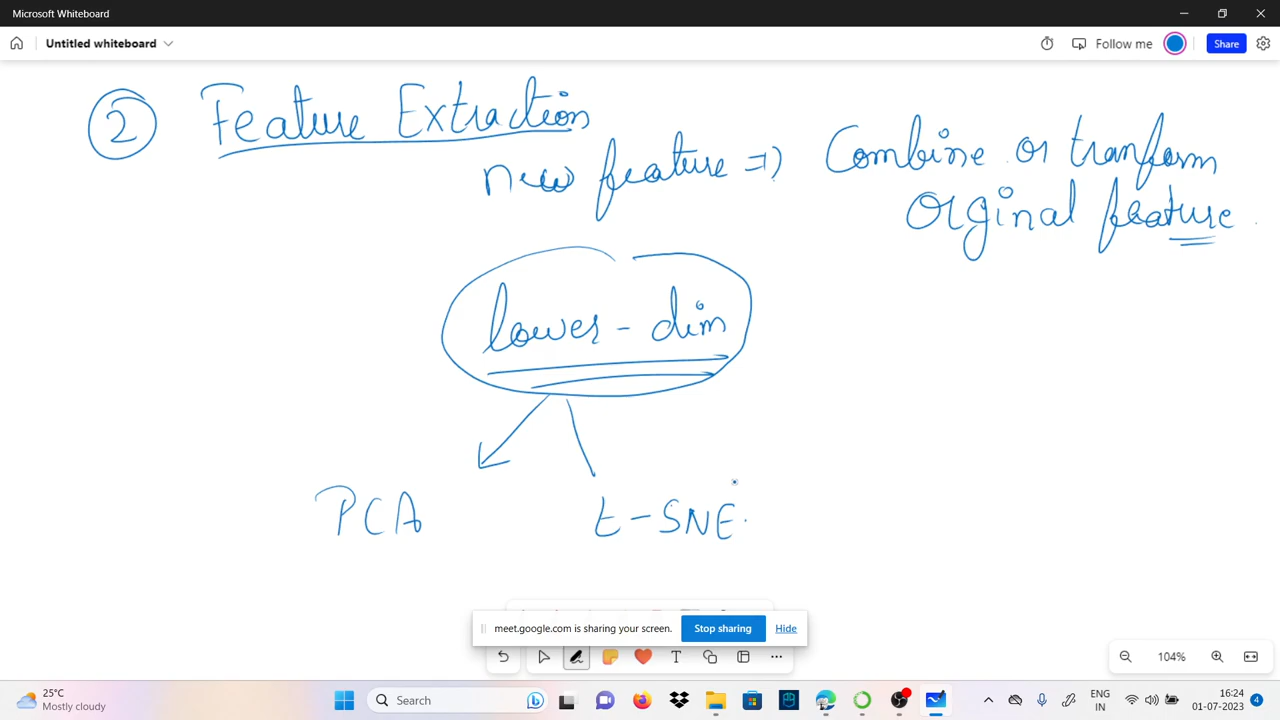 Microsoft Whiteboard
Untitled whiteboard
Follow me
Share
2 Feature Extraction
new feature => Combine or tranform
Orginal feature
lower - dim
PCA
t - SNE
meet.google.com is sharing your screen. Stop sharing Hide
104%
25°C
Mostly cloudy
Search
ENG
IN
16:24
01-07-2023
4